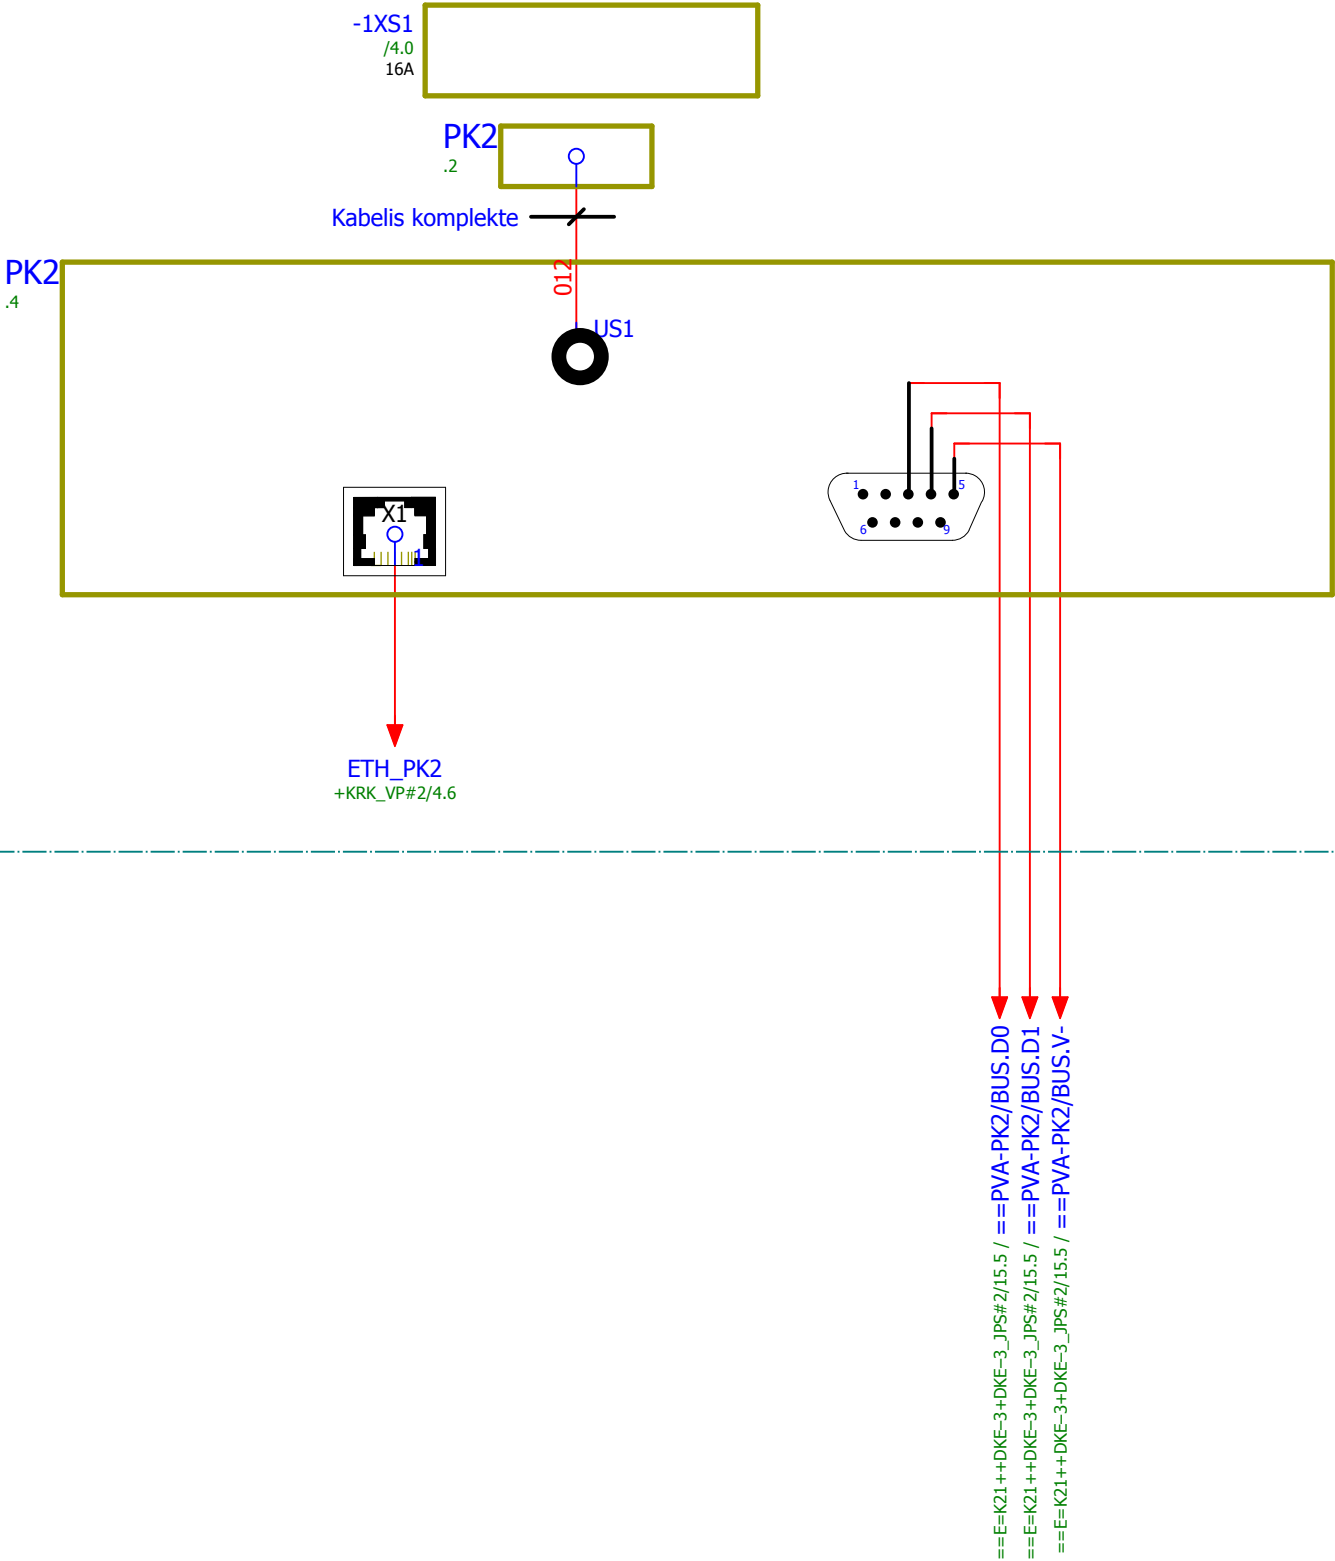 -1XS1
/4.0
16A
PK2
.2
Kabelis komplekte
PK2
.4
012
US1
1
5
6
9
X1
1
ETH_PK2
+KRK_VP#2/4.6
==E=K21++DKE-3+DKE-3_JPS#2/15.5 / ==PVA-PK2/BUS.D0
==E=K21++DKE-3+DKE-3_JPS#2/15.5 / ==PVA-PK2/BUS.D1
==E=K21++DKE-3+DKE-3_JPS#2/15.5 / ==PVA-PK2/BUS.V-